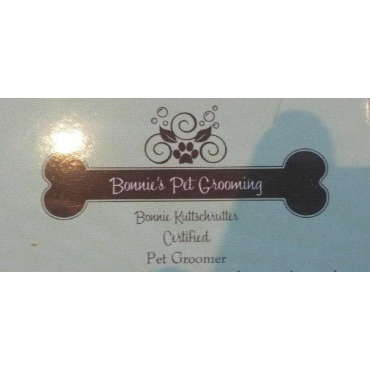 Bonnie's Pet Grooming
Bonnie Kuttschrutter
Certified
Pet Groomer